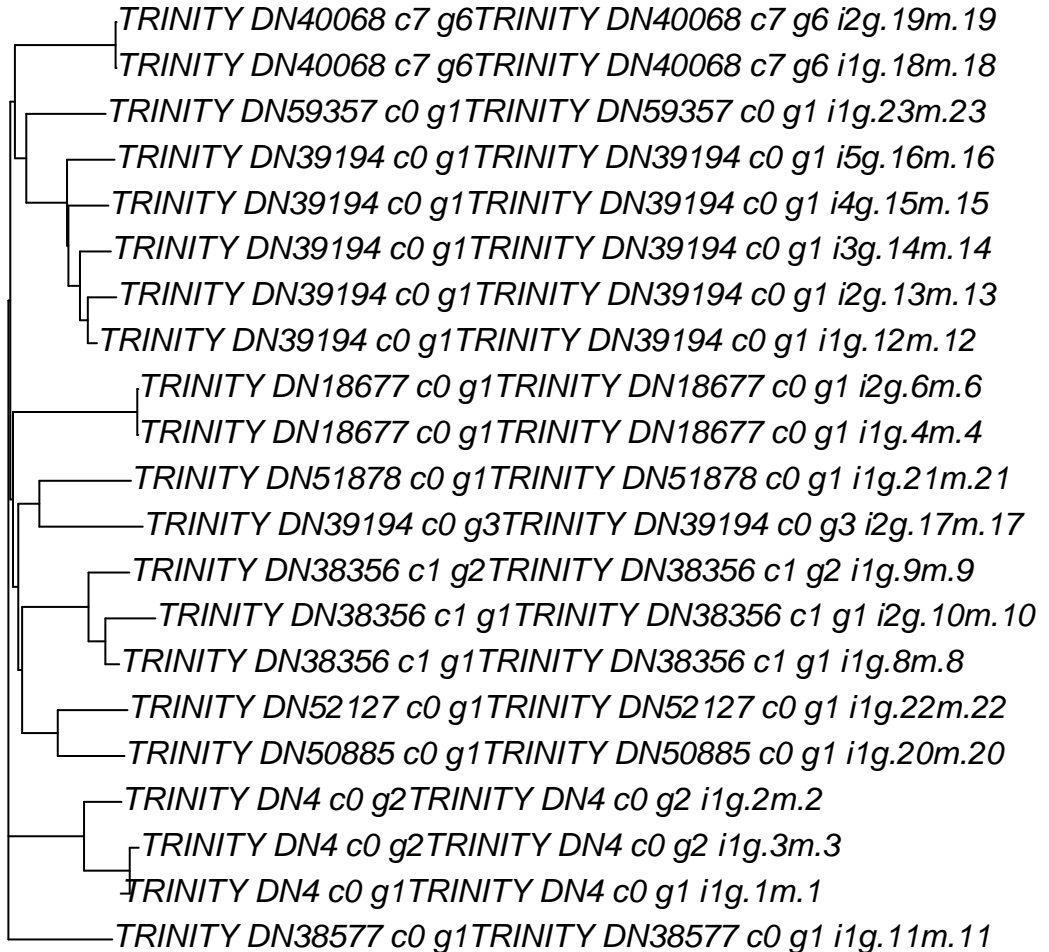 TRINITY DN40068 c7 g6TRINITY DN40068 c7 g6 i2g.19m.19
TRINITY DN40068 c7 g6TRINITY DN40068 c7 g6 i1g.18m.18
TRINITY DN59357 c0 g1TRINITY DN59357 c0 g1 i1g.23m.23
TRINITY DN39194 c0 g1TRINITY DN39194 c0 g1 i5g.16m.16
TRINITY DN39194 c0 g1TRINITY DN39194 c0 g1 i4g.15m.15
TRINITY DN39194 c0 g1TRINITY DN39194 c0 g1 i3g.14m.14
TRINITY DN39194 c0 g1TRINITY DN39194 c0 g1 i2g.13m.13
TRINITY DN39194 c0 g1TRINITY DN39194 c0 g1 i1g.12m.12
TRINITY DN18677 c0 g1TRINITY DN18677 c0 g1 i2g.6m.6
TRINITY DN18677 c0 g1TRINITY DN18677 c0 g1 i1g.4m.4
TRINITY DN51878 c0 g1TRINITY DN51878 c0 g1 i1g.21m.21
TRINITY DN39194 c0 g3TRINITY DN39194 c0 g3 i2g.17m.17
TRINITY DN38356 c1 g2TRINITY DN38356 c1 g2 i1g.9m.9
TRINITY DN38356 c1 g1TRINITY DN38356 c1 g1 i2g.10m.10
TRINITY DN38356 c1 g1TRINITY DN38356 c1 g1 i1g.8m.8
TRINITY DN52127 c0 g1TRINITY DN52127 c0 g1 i1g.22m.22
TRINITY DN50885 c0 g1TRINITY DN50885 c0 g1 i1g.20m.20
TRINITY DN4 c0 g2TRINITY DN4 c0 g2 i1g.2m.2
TRINITY DN4 c0 g2TRINITY DN4 c0 g2 i1g.3m.3
TRINITY DN4 c0 g1TRINITY DN4 c0 g1 i1g.1m.1
TRINITY DN38577 c0 g1TRINITY DN38577 c0 g1 i1g.11m.11